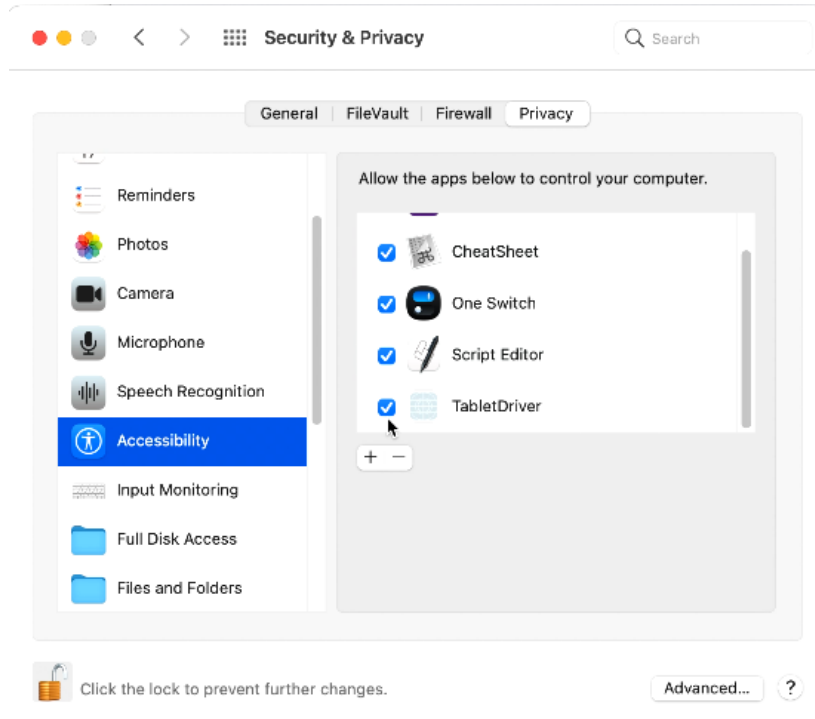 Security & Privacy
Search
General
FileVault
Firewall
Privacy
Reminders
Photos
Camera
Microphone
Speech Recognition
Accessibility
Input Monitoring
Full Disk Access
Files and Folders
Allow the apps below to control your computer.
CheatSheet
One Switch
Script Editor
TabletDriver
+ −
Click the lock to prevent further changes.
Advanced...
?